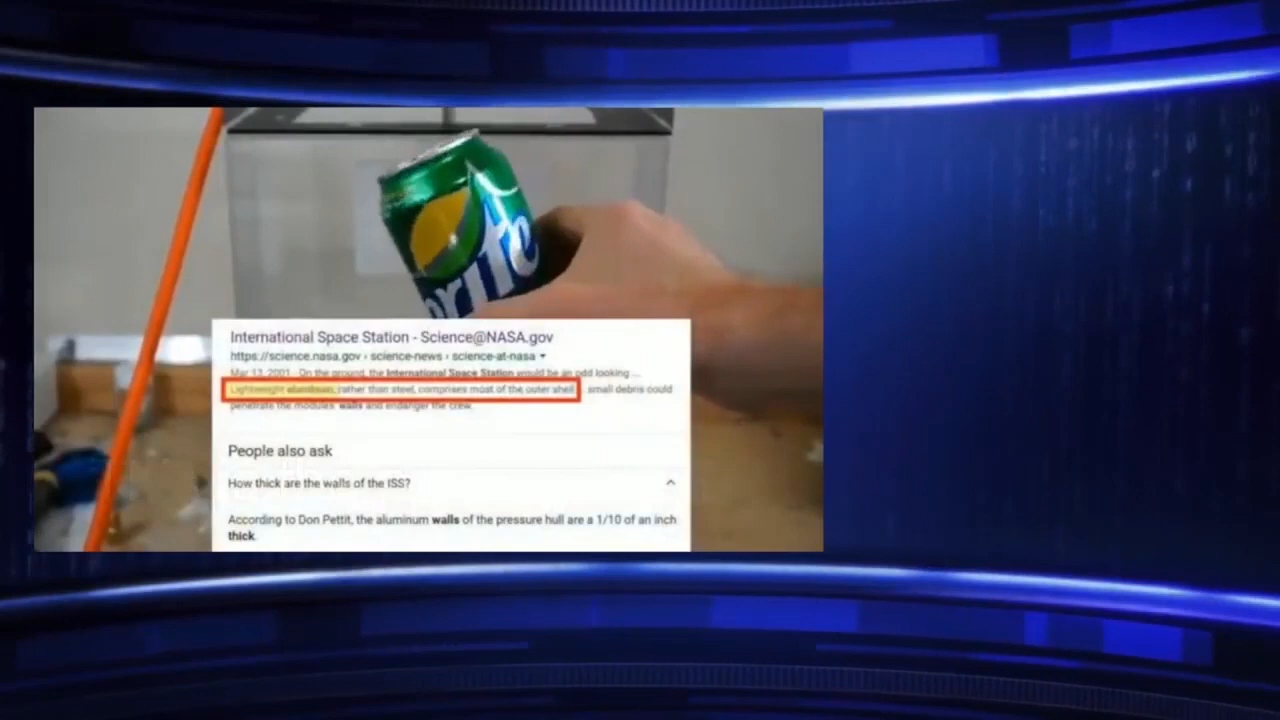 Sprite
International Space Station - Science@NASA.gov
https://science.nasa.gov › science-news › science-at-nasa
Mar 13, 2001 - On the ground, the International Space Station would be an odd looking ...
Lightweight aluminum, rather than steel, comprises most of the outer shell. ... small debris could
penetrate the modules' walls and endanger the crew.
People also ask
How thick are the walls of the ISS?
According to Don Pettit, the aluminum walls of the pressure hull are a 1/10 of an inch
thick.